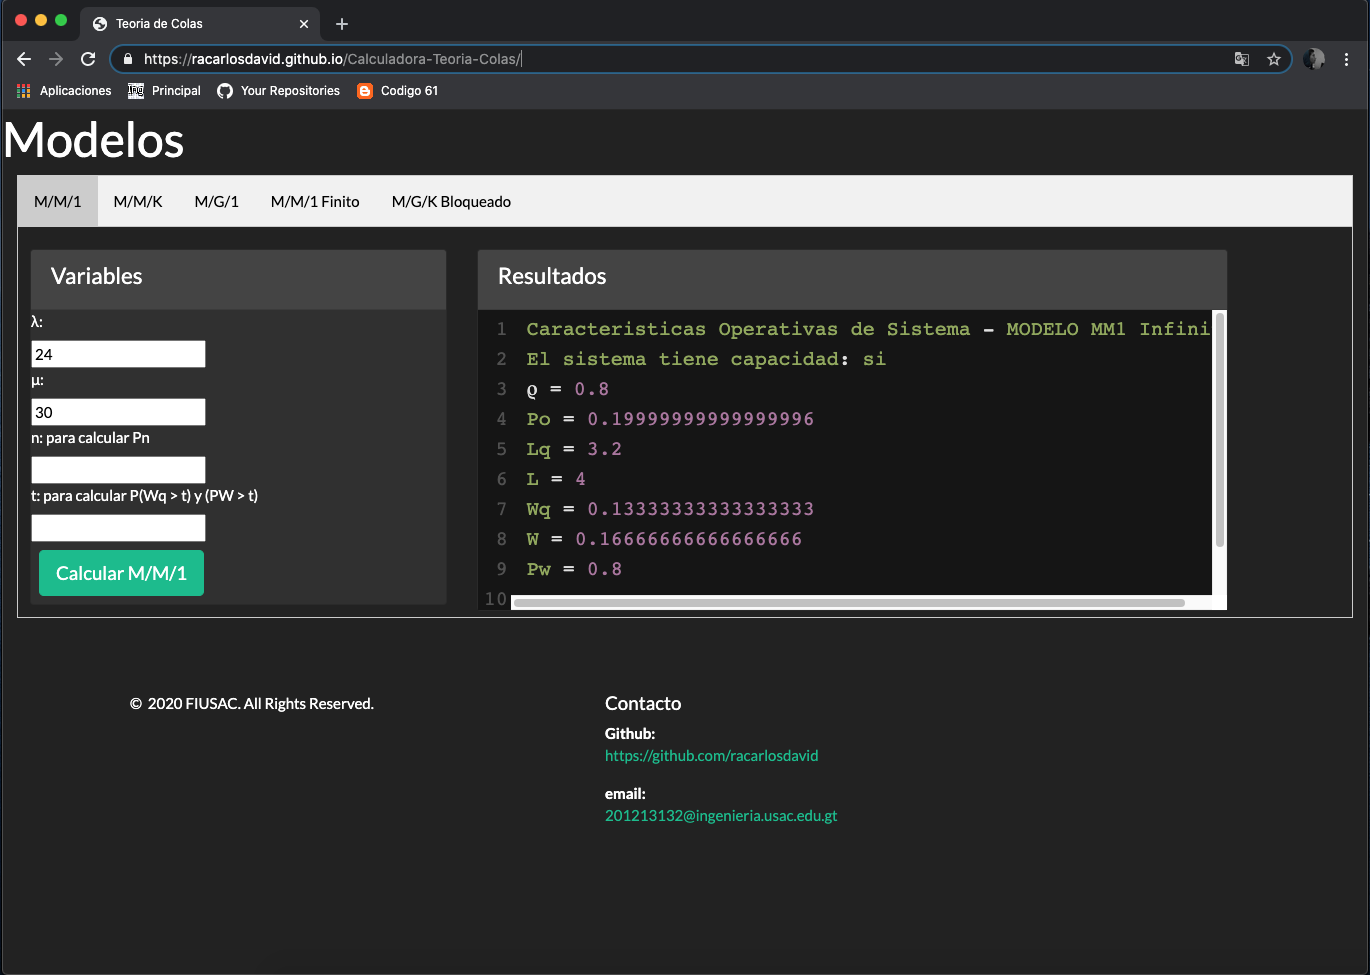 Teoria de Colas
https://racarlosdavid.github.io/Calculadora-Teoria-Colas/
Aplicaciones Principal Your Repositories Codigo 61
Modelos
M/M/1 M/M/K M/G/1 M/M/1 Finito M/G/K Bloqueado
Variables
λ:
24
μ:
30
n: para calcular Pn
t: para calcular P(Wq > t) y (PW > t)
Calcular M/M/1
Resultados
1 Caracteristicas Operativas de Sistema - MODELO MM1 Infini
2 El sistema tiene capacidad: si
3 ϱ = 0.8
4 Po = 0.19999999999999996
5 Lq = 3.2
6 L = 4
7 Wq = 0.13333333333333333
8 W = 0.16666666666666666
9 Pw = 0.8
10
© 2020 FIUSAC. All Rights Reserved.
Contacto
Github:
https://github.com/racarlosdavid
email:
201213132@ingenieria.usac.edu.gt